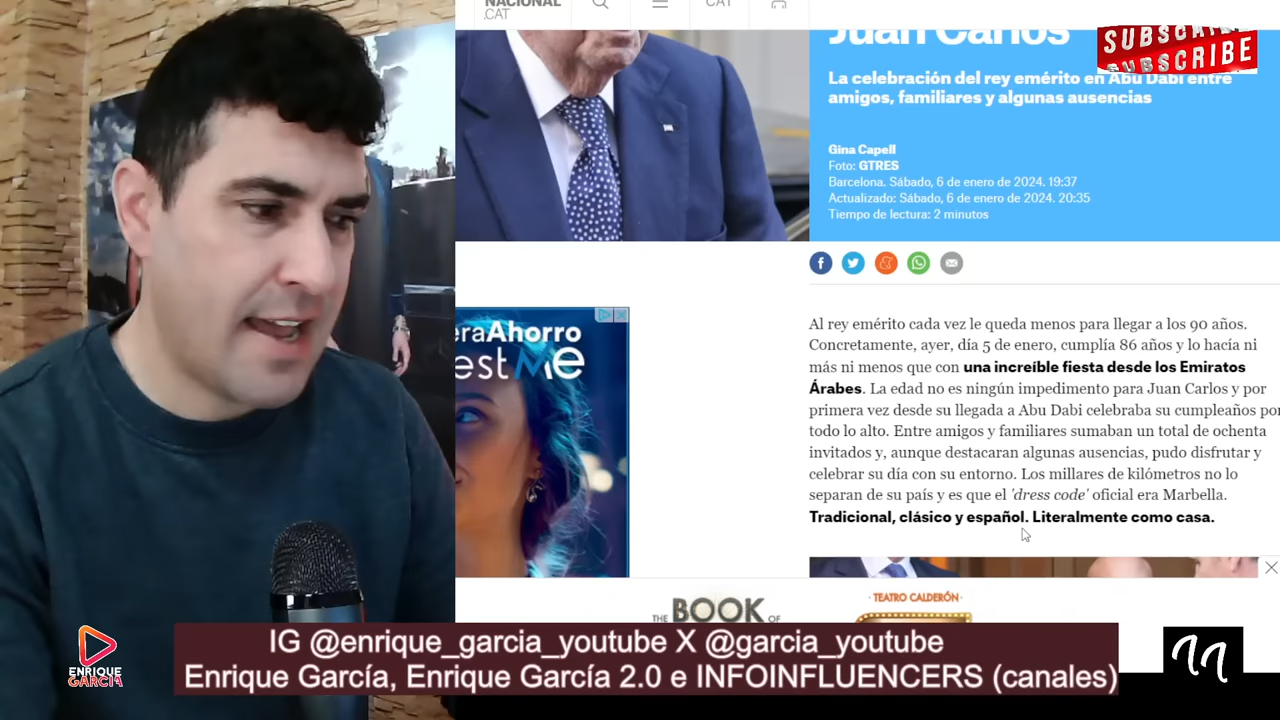 NACIONAL
.CAT
CAT
Juan Carlos
SUBSCRIBE
SUBSCRIBE
La celebración del rey emérito en Abu Dabi entre
amigos, familiares y algunas ausencias
Gina Capell
Foto: GTRES
Barcelona. Sábado, 6 de enero de 2024. 19:37
Actualizado: Sábado, 6 de enero de 2024. 20:35
Tiempo de lectura: 2 minutos
eraAhorro
estMe
Al rey emérito cada vez le queda menos para llegar a los 90 años.
Concretamente, ayer, día 5 de enero, cumplía 86 años y lo hacía ni
más ni menos que con una increíble fiesta desde los Emiratos
Árabes. La edad no es ningún impedimento para Juan Carlos y por
primera vez desde su llegada a Abu Dabi celebraba su cumpleaños por
todo lo alto. Entre amigos y familiares sumaban un total de ochenta
invitados y, aunque destacaran algunas ausencias, pudo disfrutar y
celebrar su día con su entorno. Los millares de kilómetros no lo
separan de su país y es que el 'dress code' oficial era Marbella.
Tradicional, clásico y español. Literalmente como casa.
THE BOOK OF
· TEATRO CALDERÓN ·
IG @enrique_garcia_youtube X @garcia_youtube
Enrique García, Enrique García 2.0 e INFOINFLUENCERS (canales)
ENRIQUE
GARCÍA